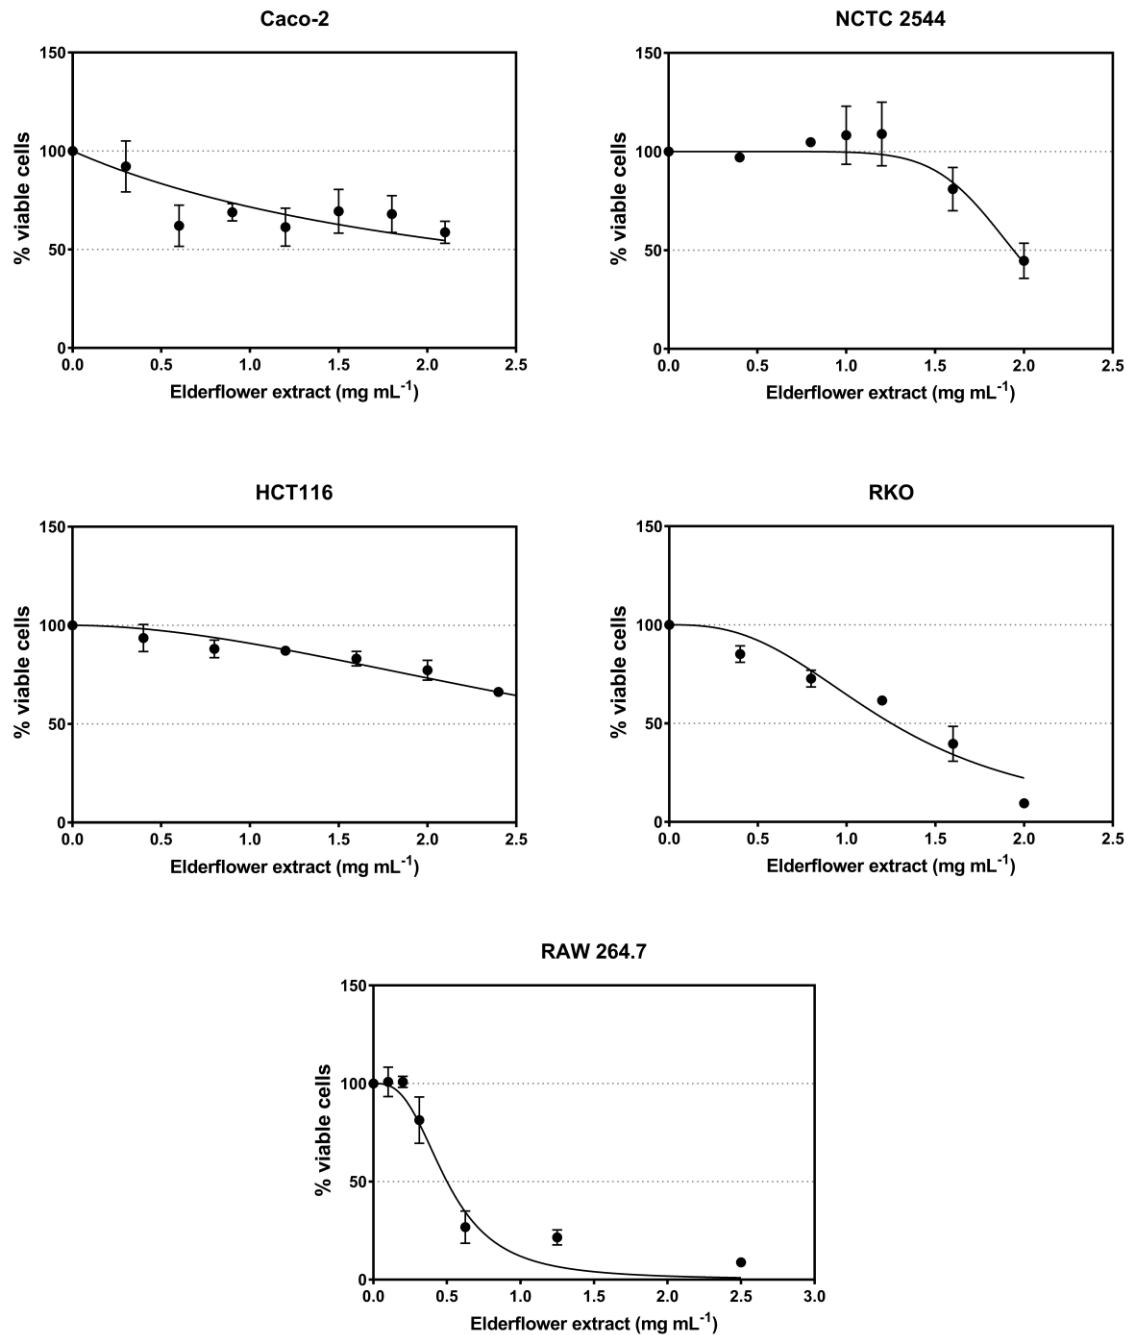 Caco-2
150
100
50
0
% viable cells
0.0 0.5 1.0 1.5 2.0 2.5
Elderflower extract (mg mL-1)
NCTC 2544
150
100
50
0
% viable cells
0.0 0.5 1.0 1.5 2.0 2.5
Elderflower extract (mg mL-1)
HCT116
150
100
50
0
% viable cells
0.0 0.5 1.0 1.5 2.0 2.5
Elderflower extract (mg mL-1)
RKO
150
100
50
0
% viable cells
0.0 0.5 1.0 1.5 2.0 2.5
Elderflower extract (mg mL-1)
RAW 264.7
150
100
50
0
% viable cells
0.0 0.5 1.0 1.5 2.0 2.5 3.0
Elderflower extract (mg mL-1)